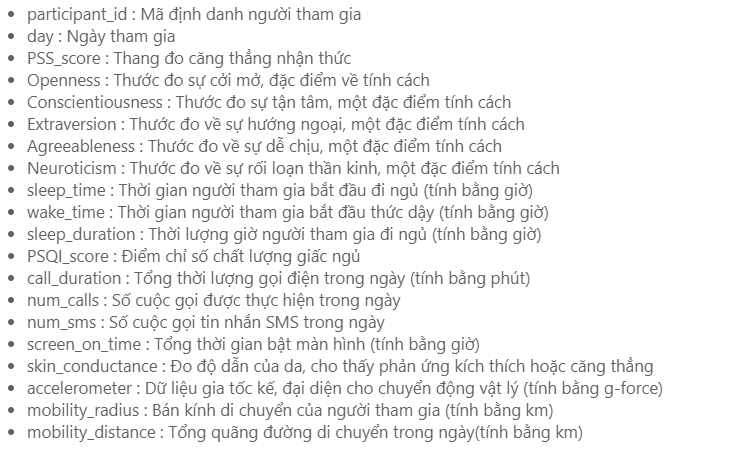 participant_id : Mã định danh người tham gia
day : Ngày tham gia
PSS_score : Thang đo căng thẳng nhận thức
Openness : Thước đo sự cởi mở, đặc điểm về tính cách
Conscientiousness : Thước đo sự tận tâm, một đặc điểm tính cách
Extraversion : Thước đo về sự hướng ngoại, một đặc điểm tính cách
Agreeableness : Thước đo về sự dễ chịu, một đặc điểm tính cách
Neuroticism : Thước đo về sự rối loạn thần kinh, một đặc điểm tính cách
sleep_time : Thời gian người tham gia bắt đầu đi ngủ (tính bằng giờ)
wake_time : Thời gian người tham gia bắt đầu thức dậy (tính bằng giờ)
sleep_duration : Thời lượng giờ người tham gia đi ngủ (tính bằng giờ)
PSQI_score : Điểm chỉ số chất lượng giấc ngủ
call_duration : Tổng thời lượng gọi điện trong ngày (tính bằng phút)
num_calls : Số cuộc gọi được thực hiện trong ngày
num_sms : Số cuộc gọi tin nhắn SMS trong ngày
screen_on_time : Tổng thời gian bật màn hình (tính bằng giờ)
skin_conductance : Đo độ dẫn của da, cho thấy phản ứng kích thích hoặc căng thẳng
accelerometer : Dữ liệu gia tốc kế, đại diện cho chuyển động vật lý (tính bằng g-force)
mobility_radius : Bán kính di chuyển của người tham gia (tính bằng km)
mobility_distance : Tổng quãng đường di chuyển trong ngày(tính bằng km)